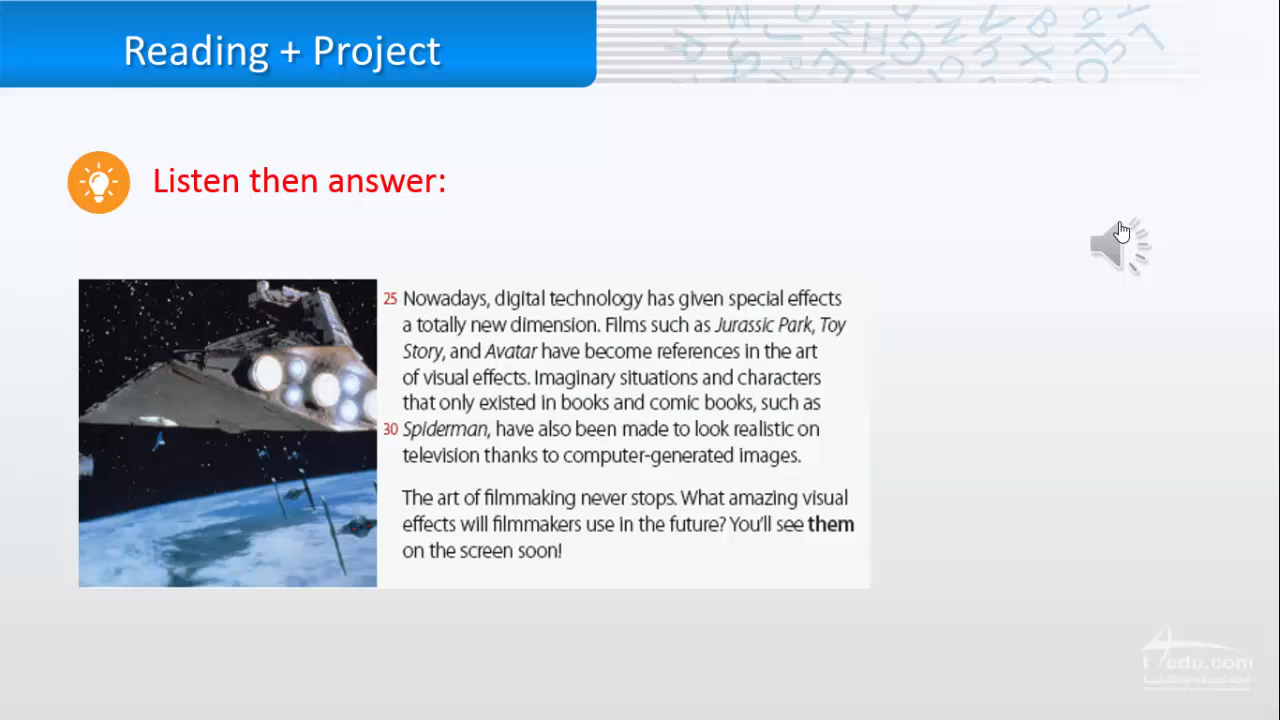 Reading + Project
Listen then answer:
25 Nowadays, digital technology has given special effects
a totally new dimension. Films such as Jurassic Park, Toy
Story, and Avatar have become references in the art
of visual effects. Imaginary situations and characters
that only existed in books and comic books, such as
30 Spiderman, have also been made to look realistic on
television thanks to computer-generated images.
The art of filmmaking never stops. What amazing visual
effects will filmmakers use in the future? You'll see them
on the screen soon!